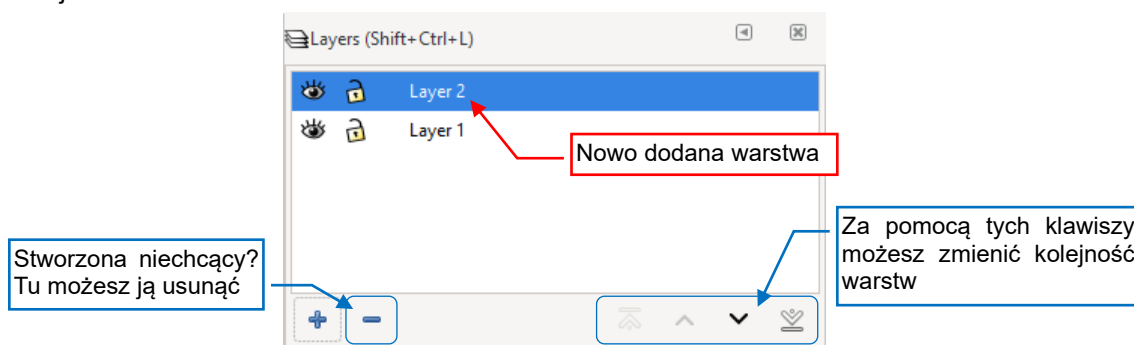 Layers (Shift+Ctrl+L)
Layer 2
Layer 1
Nowo dodana warstwa
Za pomocą tych klawiszy
możesz zmienić kolejność
warstw
Stworzona niechcący?
Tu możesz ją usunąć